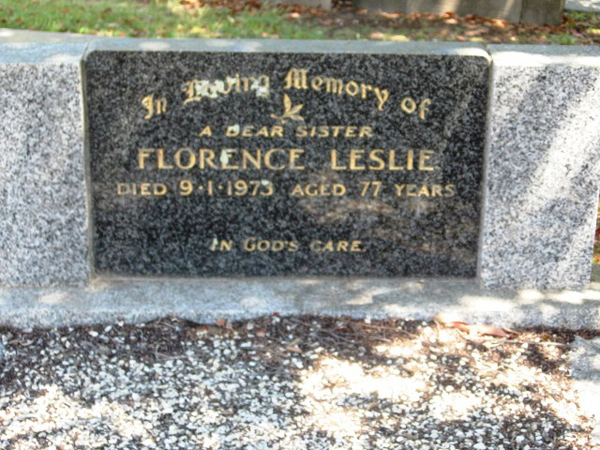 In Loving Memory of
A DEAR SISTER
FLORENCE LESLIE
DIED 9·1·1973 AGED 77 YEARS
IN GOD'S CARE.